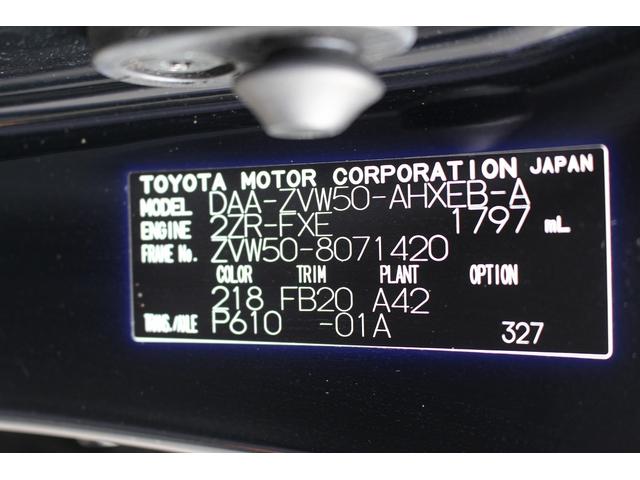 TOYOTA MOTOR CORPORATION JAPAN
MODEL DAA-ZVW50-AHXEB-A
ENGINE 2ZR-FXE 1797 mL
FRAME No. ZVW50-8071420
COLOR TRIM PLANT OPTION
218 FB20 A42
TRANS./AXLE P610 -01A 327